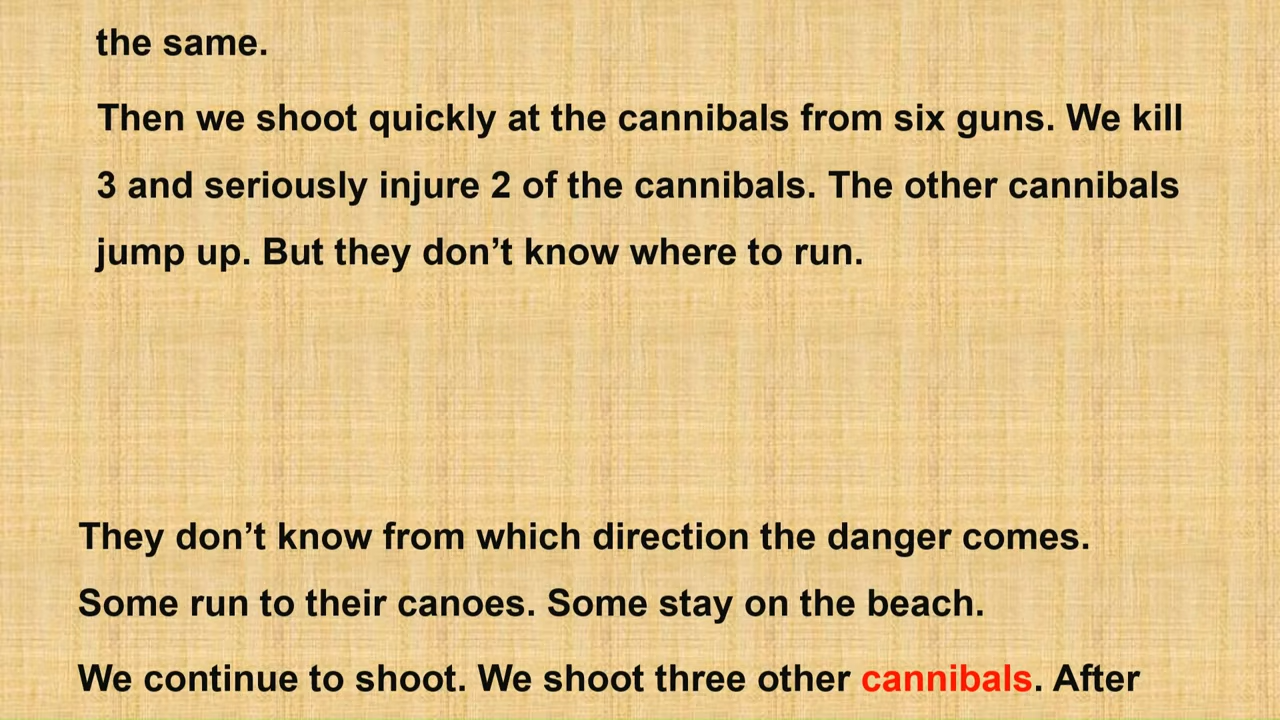 the same.
Then we shoot quickly at the cannibals from six guns. We kill
3 and seriously injure 2 of the cannibals. The other cannibals
jump up. But they don’t know where to run.
They don’t know from which direction the danger comes.
Some run to their canoes. Some stay on the beach.
We continue to shoot. We shoot three other cannibals. After